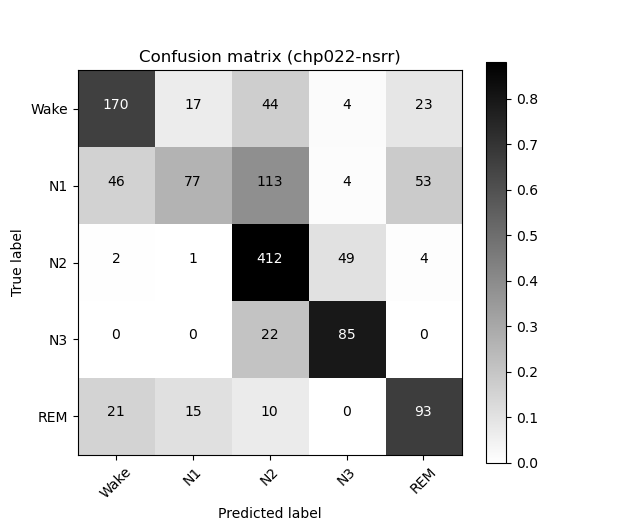 Confusion matrix (chp022-nsrr)
Wake 170 17 44 4 23
N1 46 77 113 4 53
N2 2 1 412 49 4
N3 0 0 22 85 0
REM 21 15 10 0 93
Wake N1 N2 N3 REM
Predicted label
True label
0.8
0.7
0.6
0.5
0.4
0.3
0.2
0.1
0.0